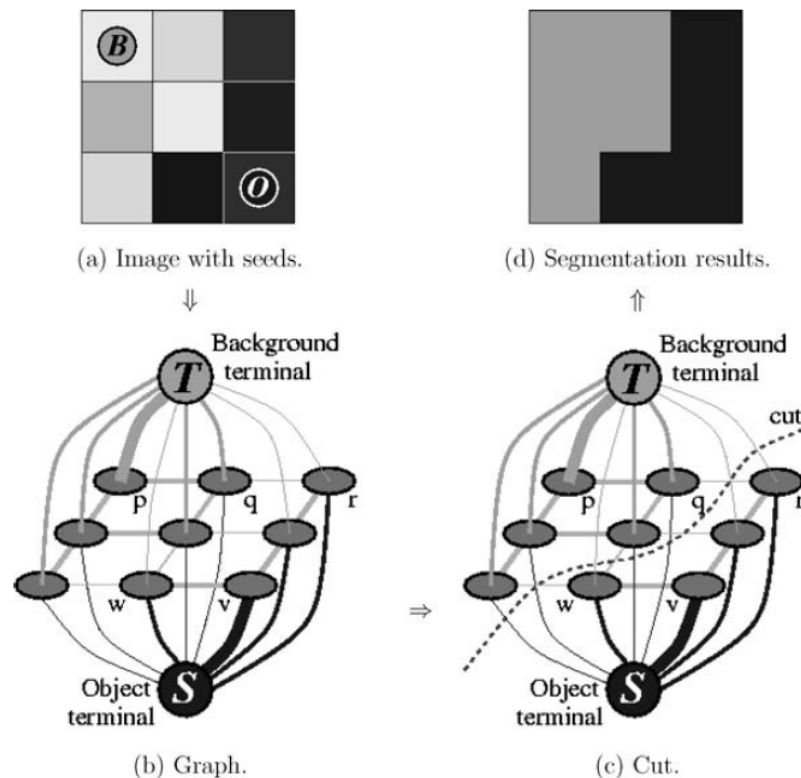 B
O
(a) Image with seeds.
(d) Segmentation results.
⇓
⇑
Background
terminal
T
p
q
r
w
v
S
Object
terminal
(b) Graph.
⇒
Background
terminal
T
cut
p
q
r
w
v
S
Object
terminal
(c) Cut.